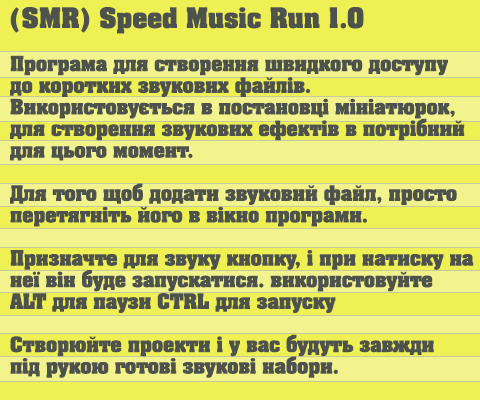 (SMR) Speed Music Run 1.0
Програма для створення швидкого доступу
до коротких звукових файлів.
Використовується в постановці мініатюрок,
для створення звукових ефектів в потрібний
для цього момент.
Для того щоб додати звуковий файл, просто
перетягніть його в вікно програми.
Призначте для звуку кнопку, і при натиску на
неї він буде запускатися. використовуйте
ALT для паузи CTRL для запуску
Створюйте проекти і у вас будуть завжди
під рукою готові звукові набори.